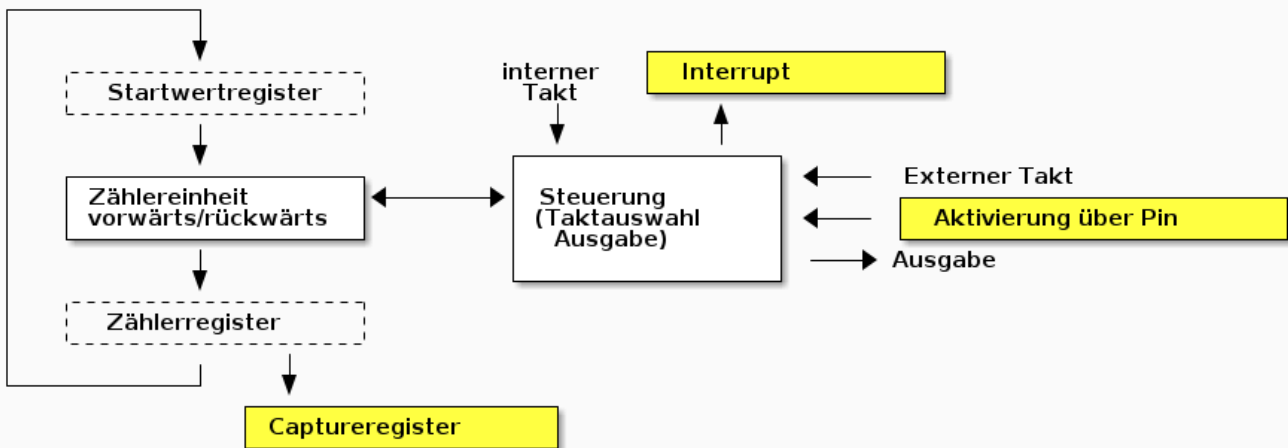 Startwertregister
Zählereinheit
vorwärts/rückwärts
Zählerregister
Captureregister
interner
Takt
Interrupt
Steuerung
(Taktauswahl
Ausgabe)
Externer Takt
Aktivierung über Pin
Ausgabe